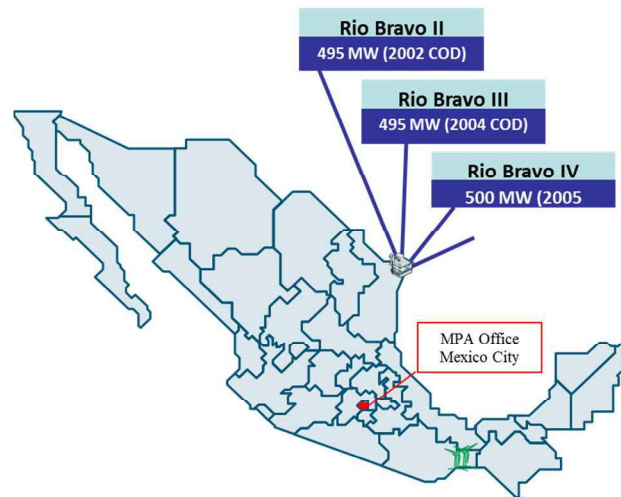 Rio Bravo II
495 MW (2002 COD)
Rio Bravo III
495 MW (2004 COD)
Rio Bravo IV
500 MW (2005
MPA Office
Mexico City